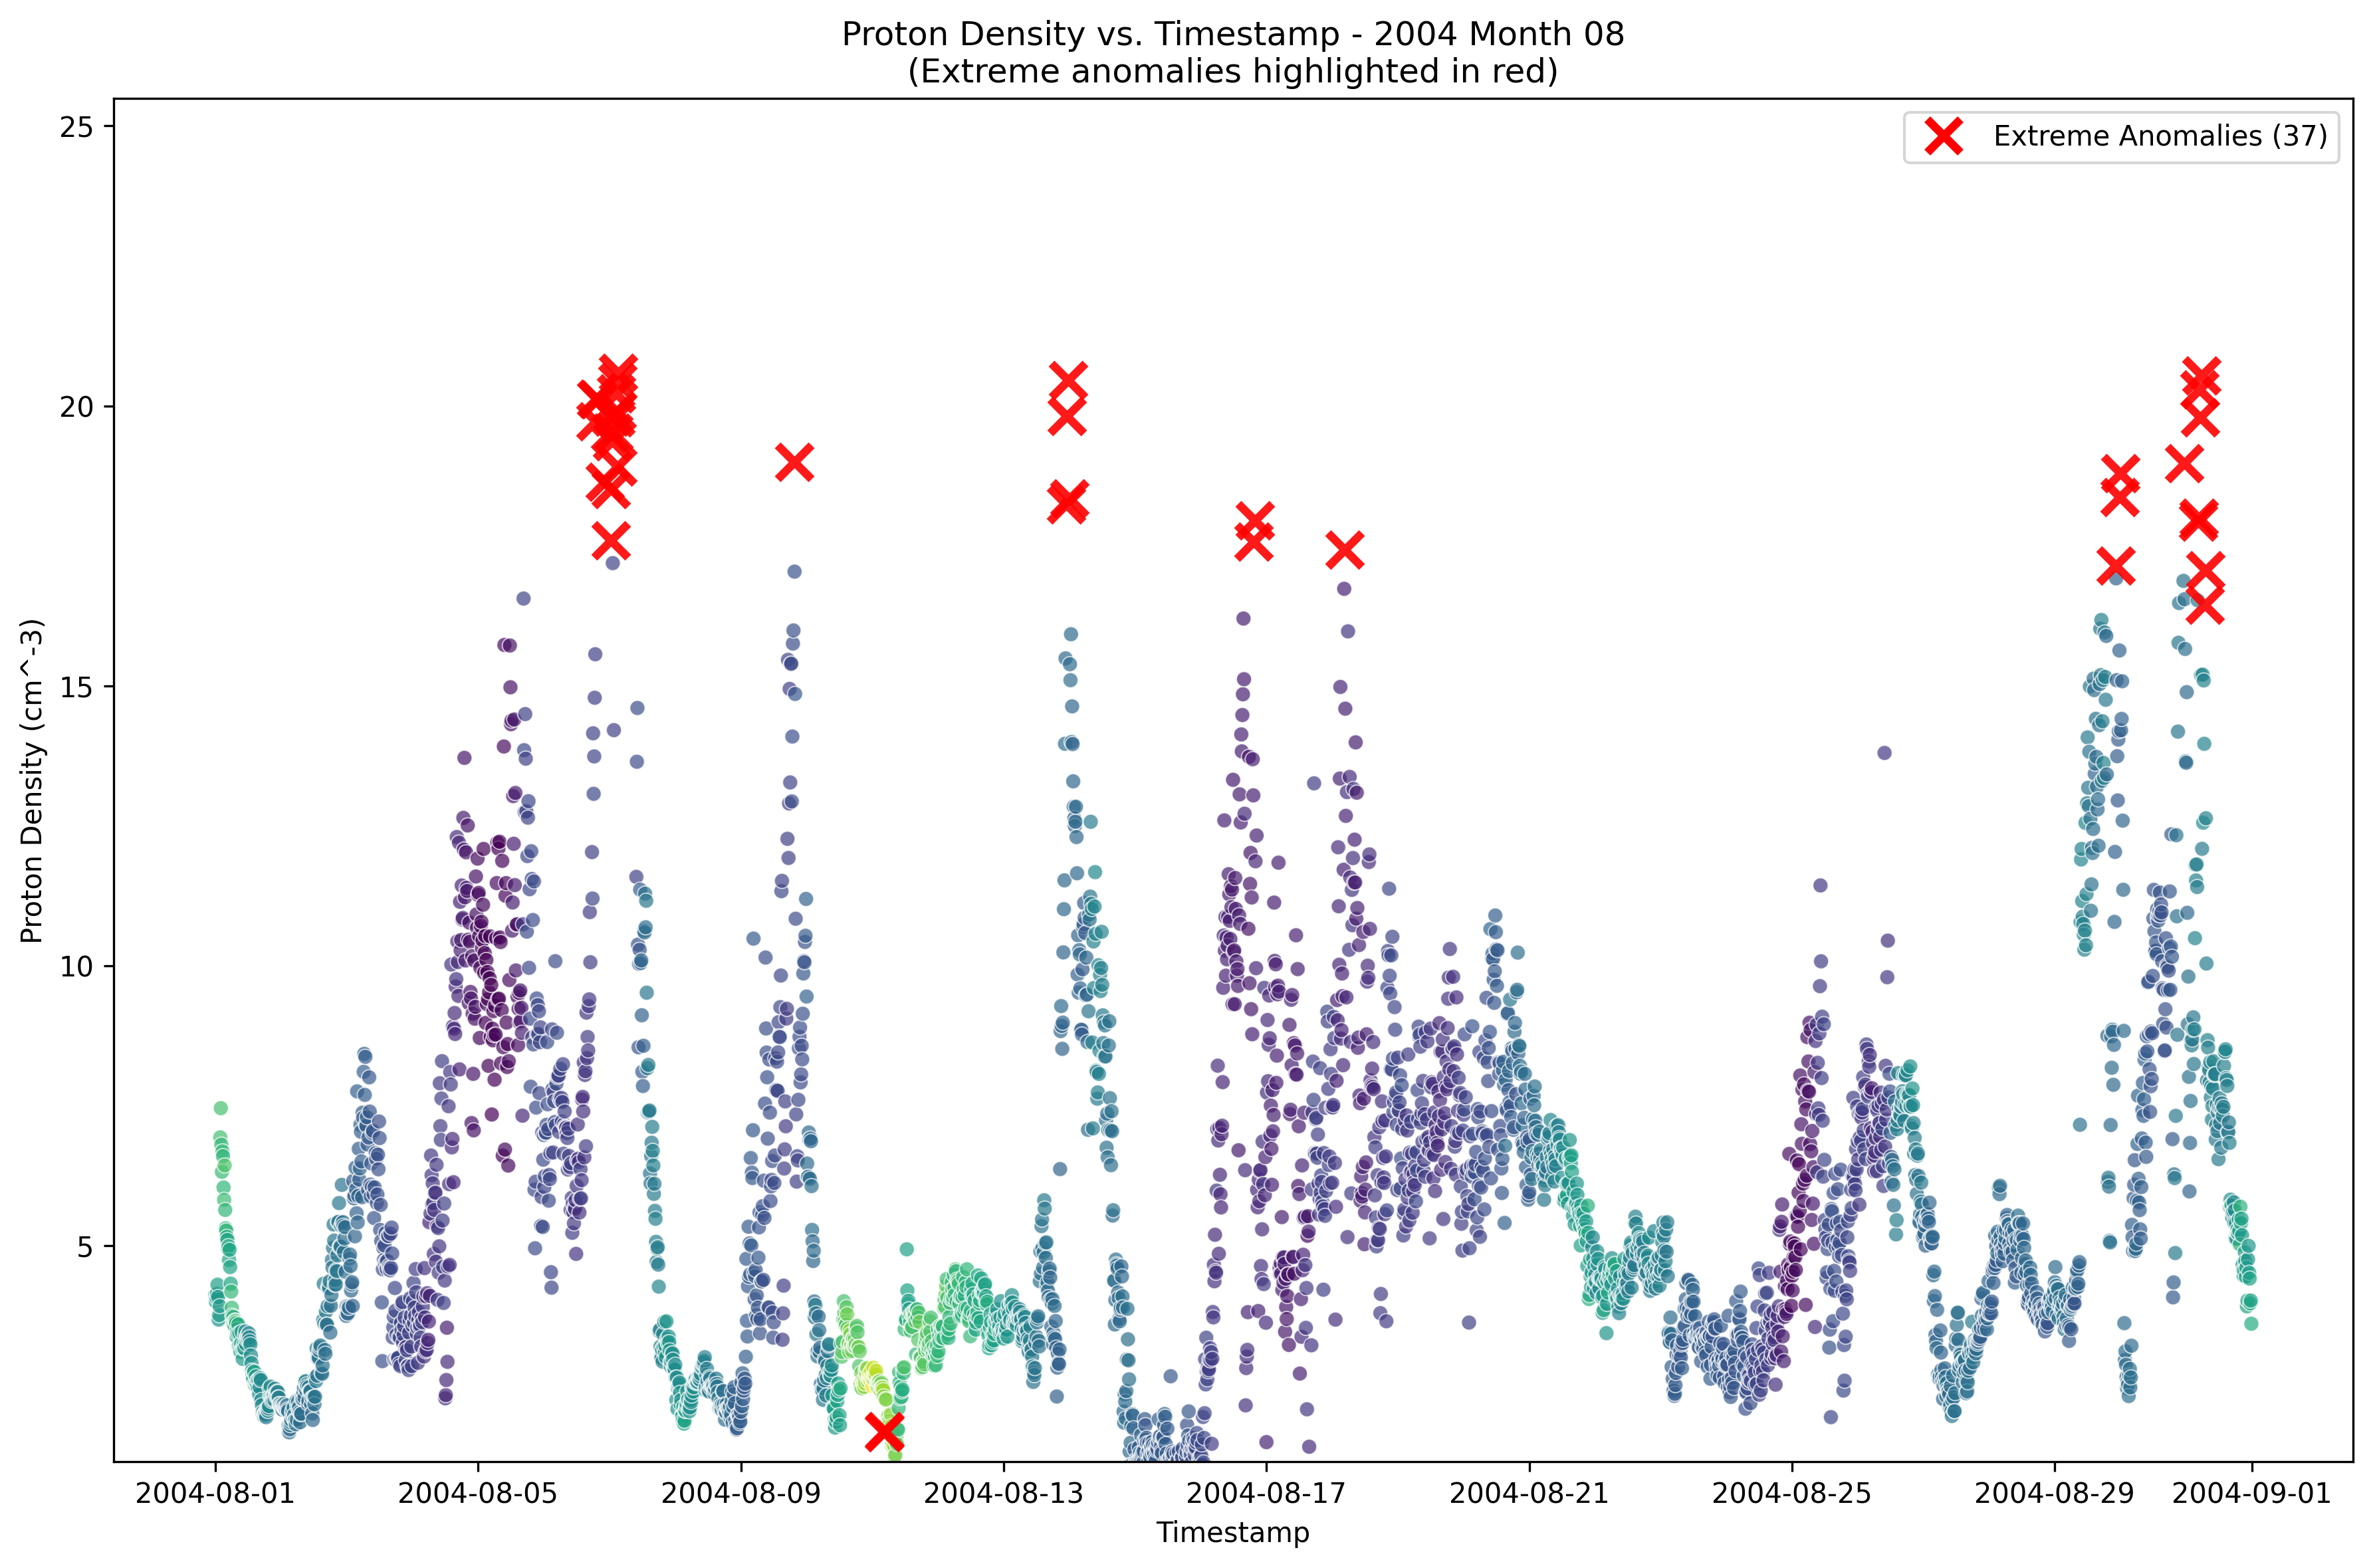 Proton Density vs. Timestamp - 2004 Month 08
(Extreme anomalies highlighted in red)
Extreme Anomalies (37)
Proton Density (cm^-3)
25
20
15
10
5
2004-08-01
2004-08-05
2004-08-09
2004-08-13
2004-08-17
2004-08-21
2004-08-25
2004-08-29
2004-09-01
Timestamp